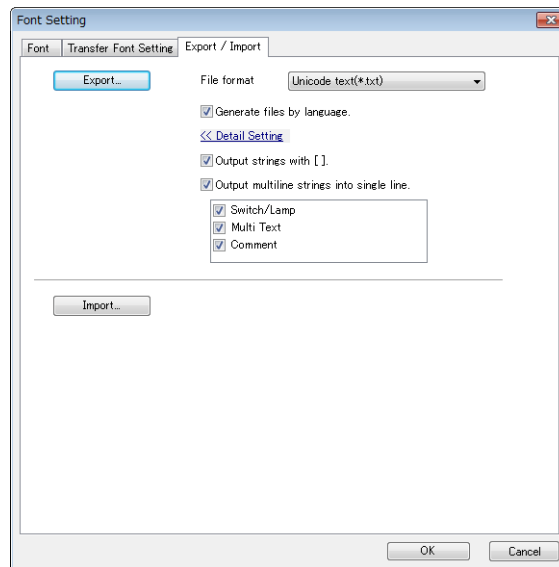 Font Setting
Font Transfer Font Setting Export / Import
Export... File format Unicode text(*.txt)
Generate files by language.
<< Detail Setting
Output strings with [ ].
Output multiline strings into single line.
Switch/Lamp
Multi Text
Comment
Import...
OK Cancel